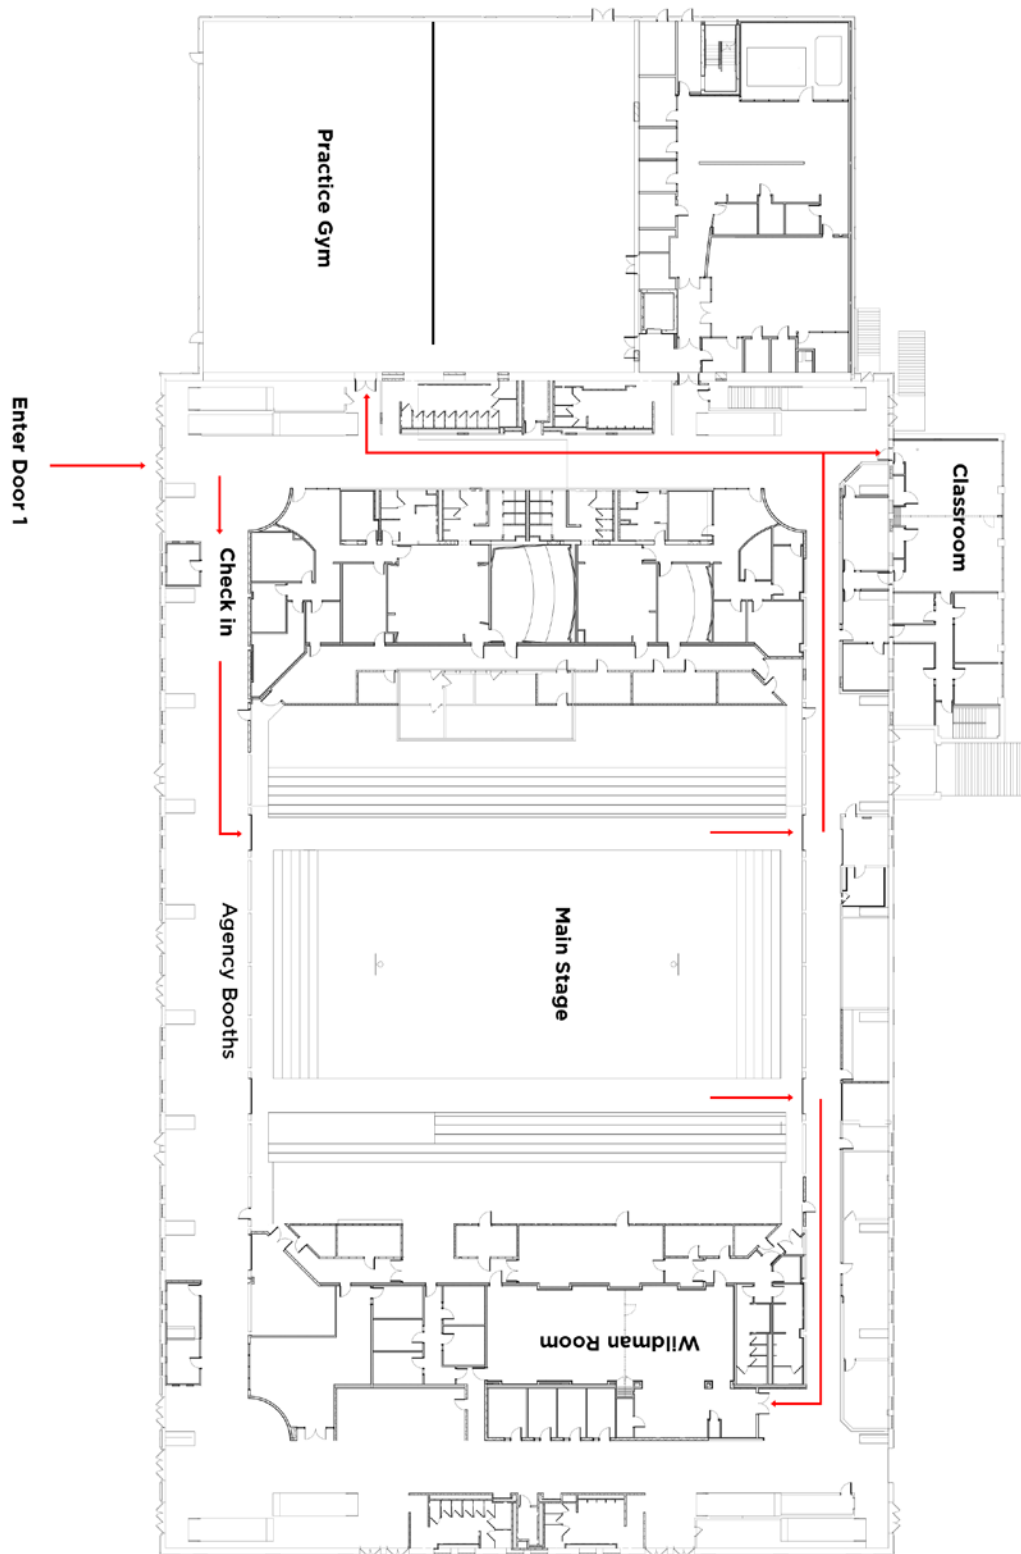 Practice Gym
Enter Door 1
Classroom
Check in
Main Stage
Agency Booths
Wildman Room